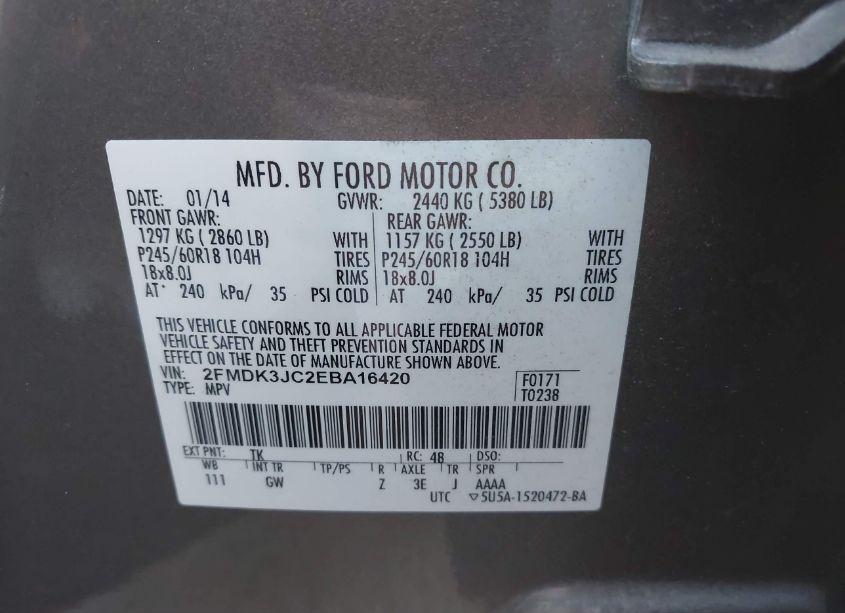 MFD. BY FORD MOTOR CO.
DATE: 01/14 GVWR: 2440 KG ( 5380 LB)
FRONT GAWR: REAR GAWR:
1297 KG ( 2860 LB) WITH 1157 KG ( 2550 LB) WITH
P245/60R18 104H TIRES P245/60R18 104H TIRES
18x8.0J RIMS 18x8.0J RIMS
AT 240 kPa/ 35 PSI COLD AT 240 kPa/ 35 PSI COLD
THIS VEHICLE CONFORMS TO ALL APPLICABLE FEDERAL MOTOR
VEHICLE SAFETY AND THEFT PREVENTION STANDARDS IN
EFFECT ON THE DATE OF MANUFACTURE SHOWN ABOVE.
VIN: 2FMDK3JC2EBA16420 F0171
TYPE: MPV T0238
EXT PNT: TK RC: 48 DSO:
WB INT TR TP/PS R AXLE TR SPR
111 GW Z 3E J AAAA
UTC ▽5U5A-1520472-BA